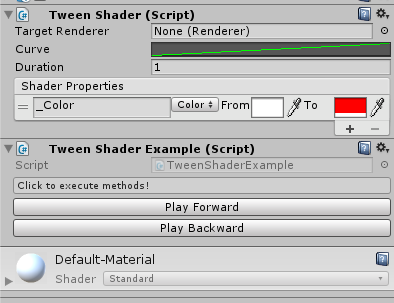 Tween Shader (Script)
Target Renderer None (Renderer)
Curve
Duration 1
Shader Properties
_Color Color From To
+ −
Tween Shader Example (Script)
Script TweenShaderExample
Click to execute methods!
Play Forward
Play Backward
Default-Material
Shader Standard